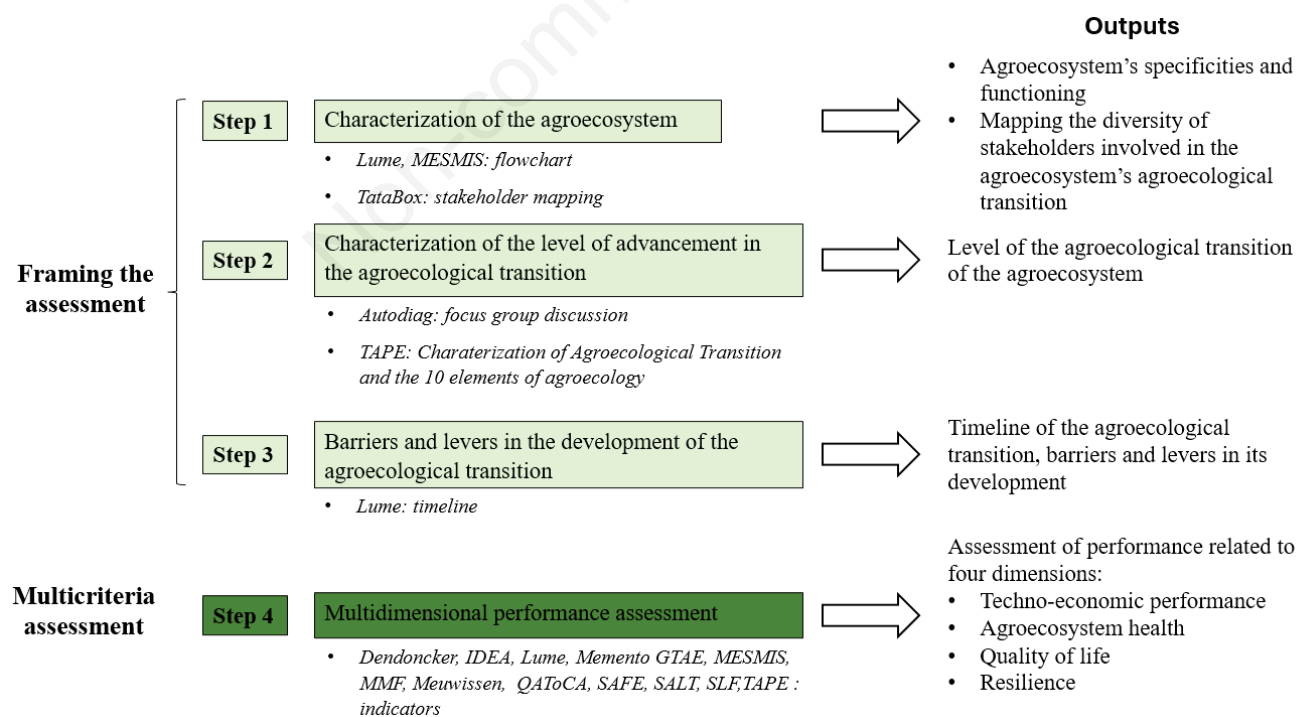 Outputs
Framing the
assessment
Step 1
Characterization of the agroecosystem
• Lume, MESMIS: flowchart
• TataBox: stakeholder mapping
• Agroecosystem's specificities and
functioning
• Mapping the diversity of
stakeholders involved in the
agroecosystem's agroecological
transition
Step 2
Characterization of the level of advancement in
the agroecological transition
• Autodiag: focus group discussion
• TAPE: Charaterization of Agroecological Transition
and the 10 elements of agroecology
Level of the agroecological transition
of the agroecosystem
Step 3
Barriers and levers in the development of the
agroecological transition
• Lume: timeline
Timeline of the agroecological
transition, barriers and levers in its
development
Multicriteria
assessment
Step 4
Multidimensional performance assessment
• Dendoncker, IDEA, Lume, Memento GTAE, MESMIS,
MMF, Meuwissen, QAToCA, SAFE, SALT, SLF,TAPE :
indicators
Assessment of performance related to
four dimensions:
• Techno-economic performance
• Agroecosystem health
• Quality of life
• Resilience
Non-comm